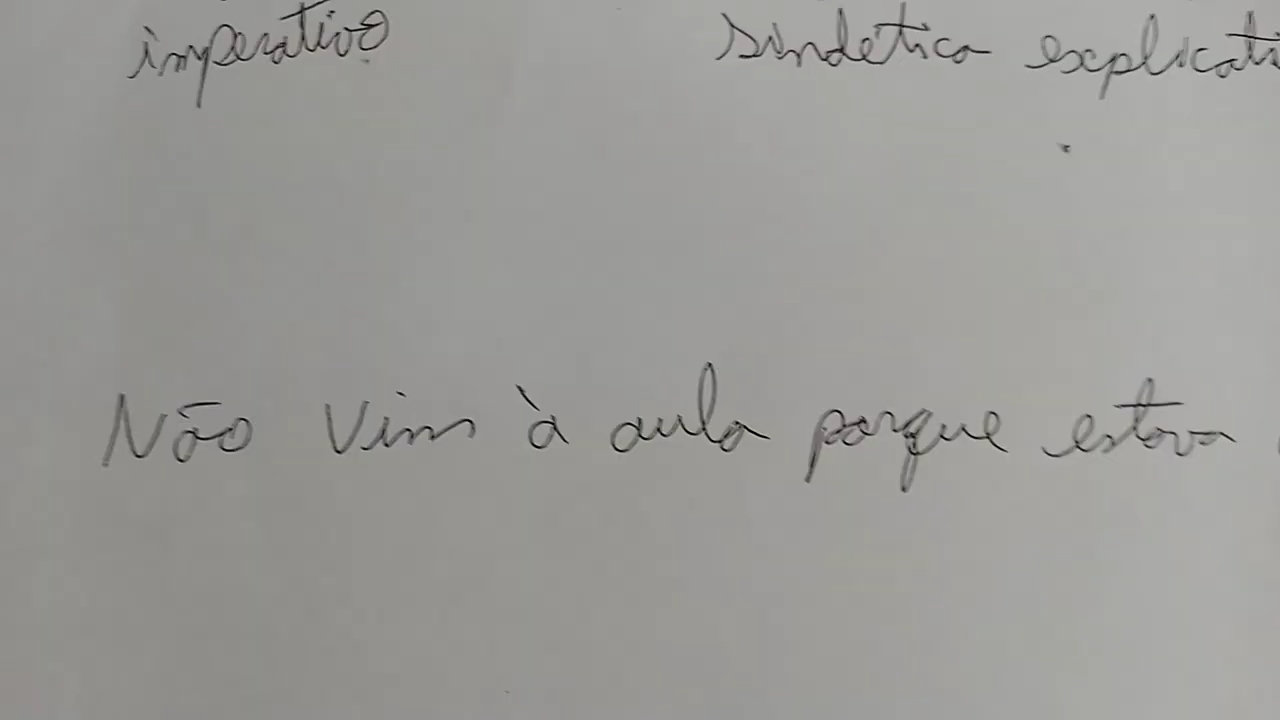 imperativo sindética explicati
Não vim à aula porque estava